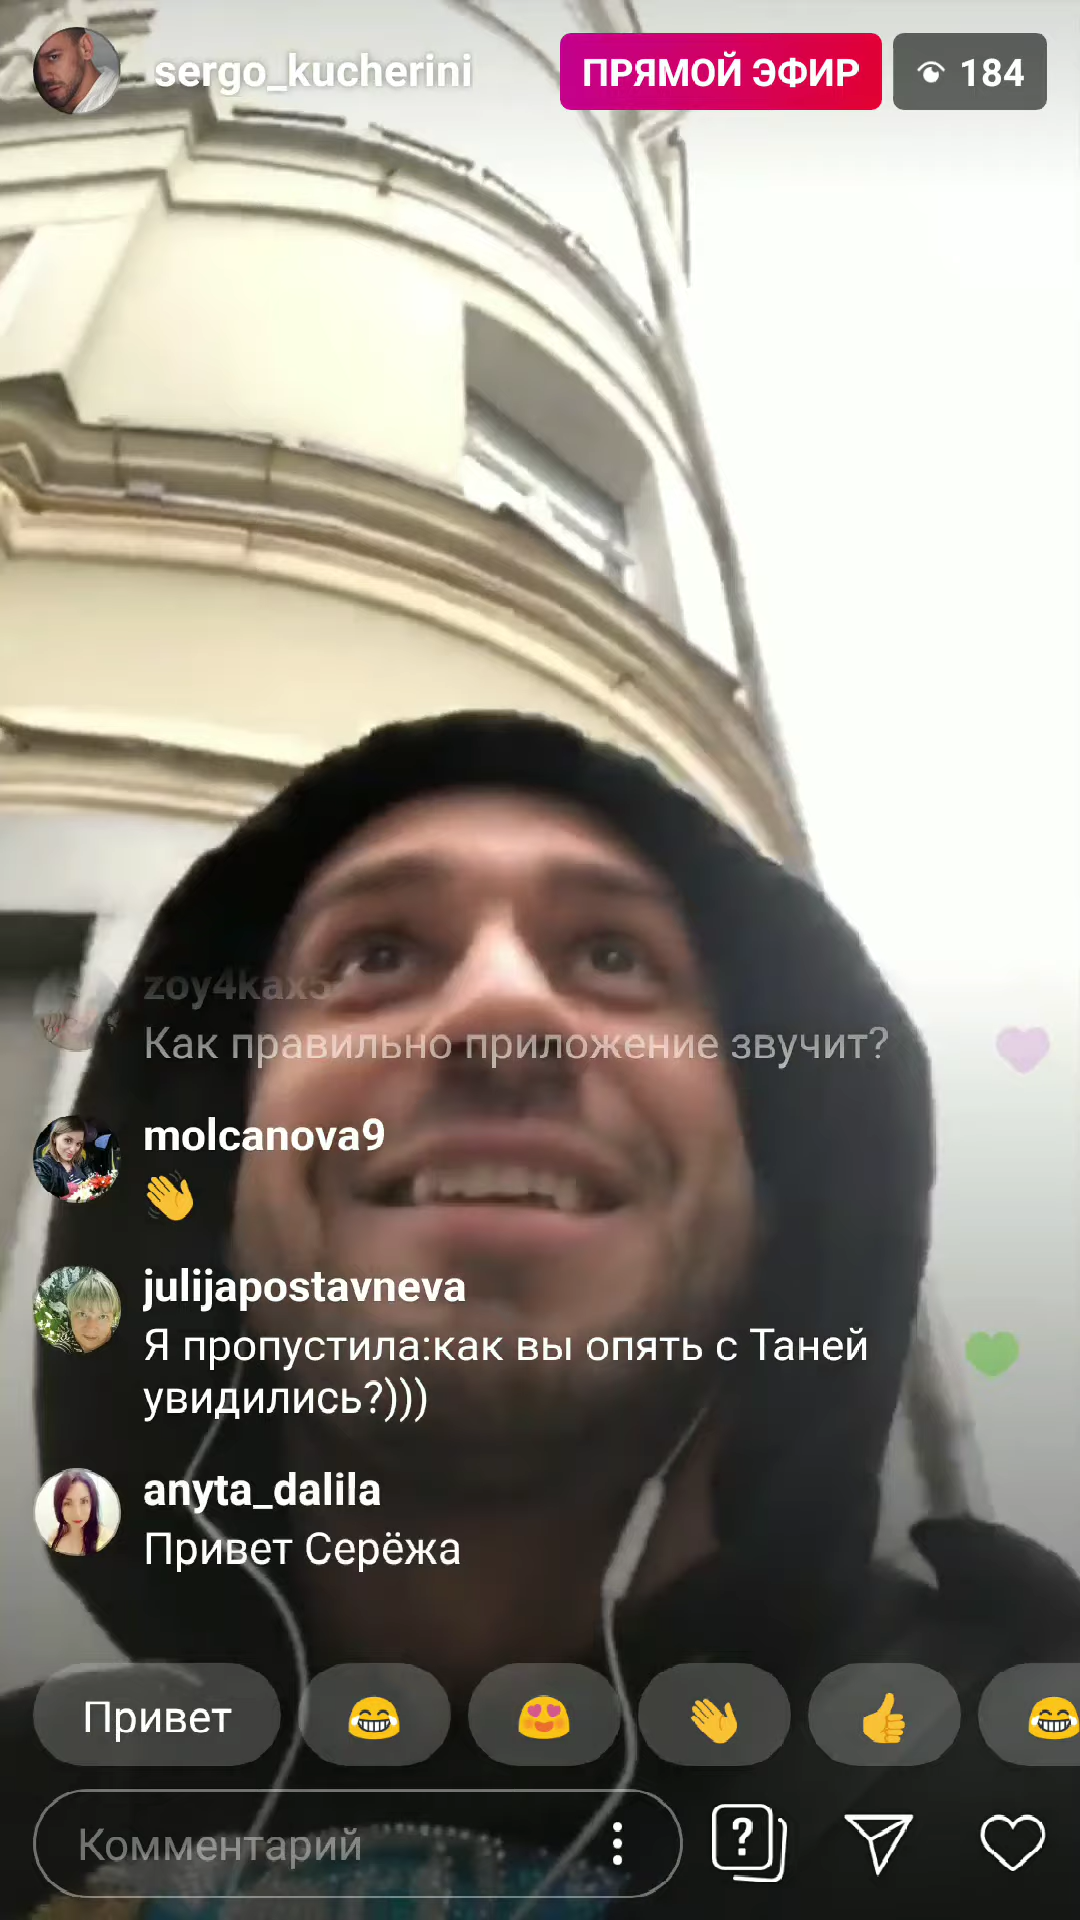 sergo_kucherini
ПРЯМОЙ ЭФИР
184
zoy4kax5
Как правильно приложение звучит?
molcanova9
👋
julijapostavneva
Я пропустила:как вы опять с Таней
увидились?)))
anyta_dalila
Привет Серёжа
Привет
😂
😍
👋
👍
😂
Комментарий
?